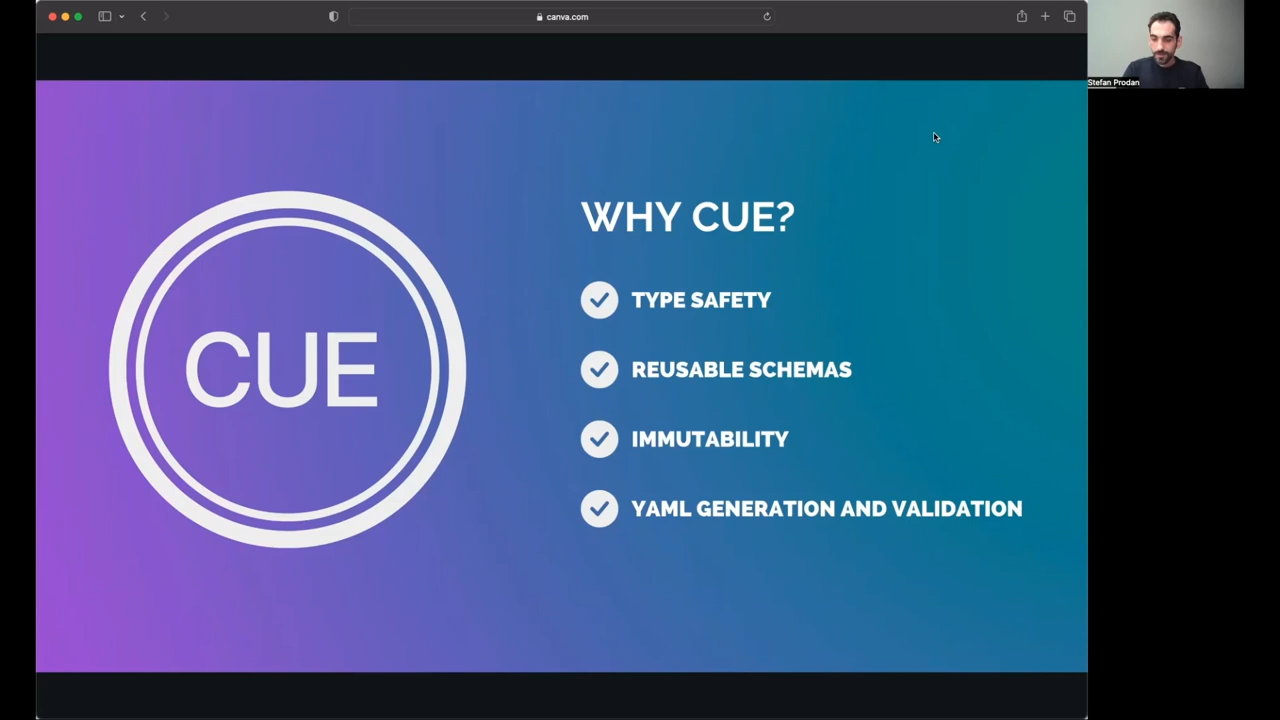 canva.com
Stefan Prodan
CUE
WHY CUE?
TYPE SAFETY
REUSABLE SCHEMAS
IMMUTABILITY
YAML GENERATION AND VALIDATION